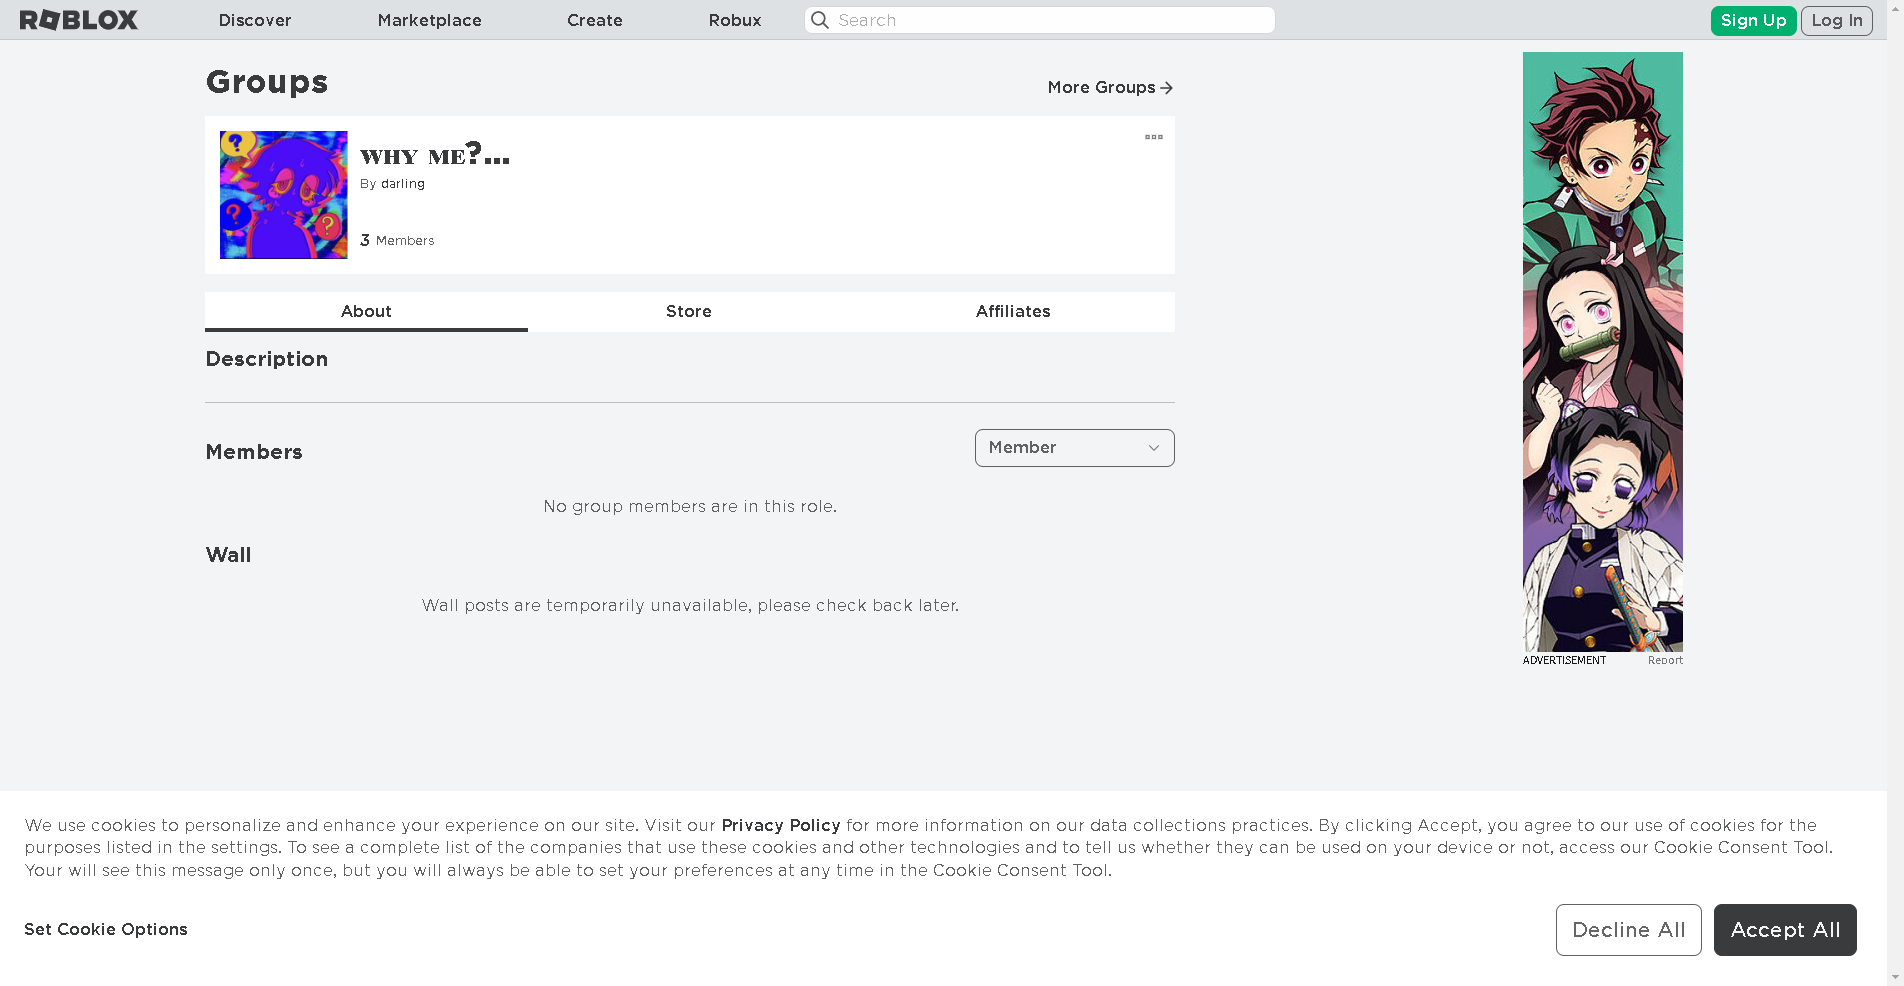 ROBLOX Discover Marketplace Create Robux Search Sign Up Log In
Groups
More Groups
ᴡʜʏ ᴍᴇ?...
By darling
3 Members
About Store Affiliates
Description
Members
Member
No group members are in this role.
Wall
Wall posts are temporarily unavailable, please check back later.
ADVERTISEMENT Report
We use cookies to personalize and enhance your experience on our site. Visit our Privacy Policy for more information on our data collections practices. By clicking Accept, you agree to our use of cookies for the
purposes listed in the settings. To see a complete list of the companies that use these cookies and other technologies and to tell us whether they can be used on your device or not, access our Cookie Consent Tool.
Your will see this message only once, but you will always be able to set your preferences at any time in the Cookie Consent Tool.
Set Cookie Options
Decline All Accept All